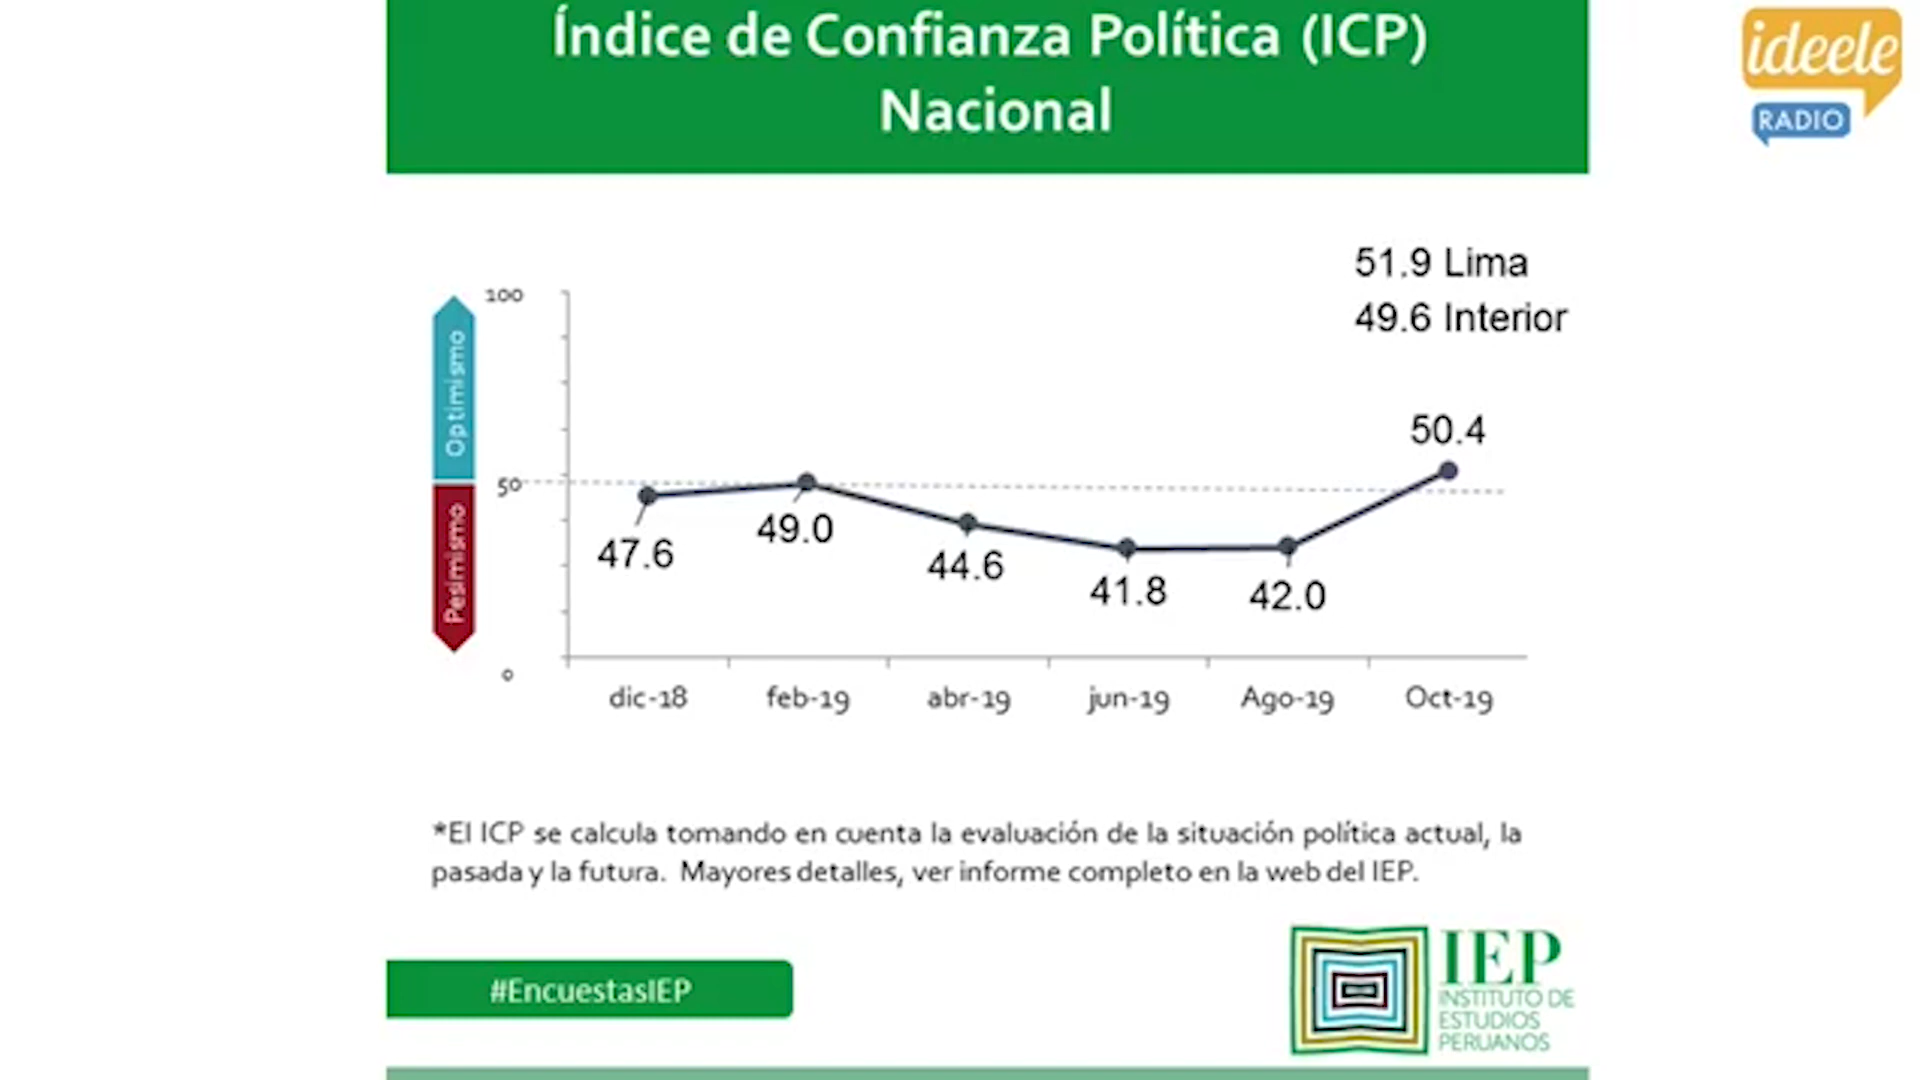 Índice de Confianza Política (ICP)
Nacional
ideele
RADIO
51.9 Lima
49.6 Interior
100
50
0
Optimismo
Pesimismo
47.6
49.0
44.6
41.8
42.0
50.4
dic-18
feb-19
abr-19
jun-19
Ago-19
Oct-19
*El ICP se calcula tomando en cuenta la evaluación de la situación política actual, la
pasada y la futura. Mayores detalles, ver informe completo en la web del IEP.
#EncuestasIEP
IEP
INSTITUTO DE
ESTUDIOS
PERUANOS